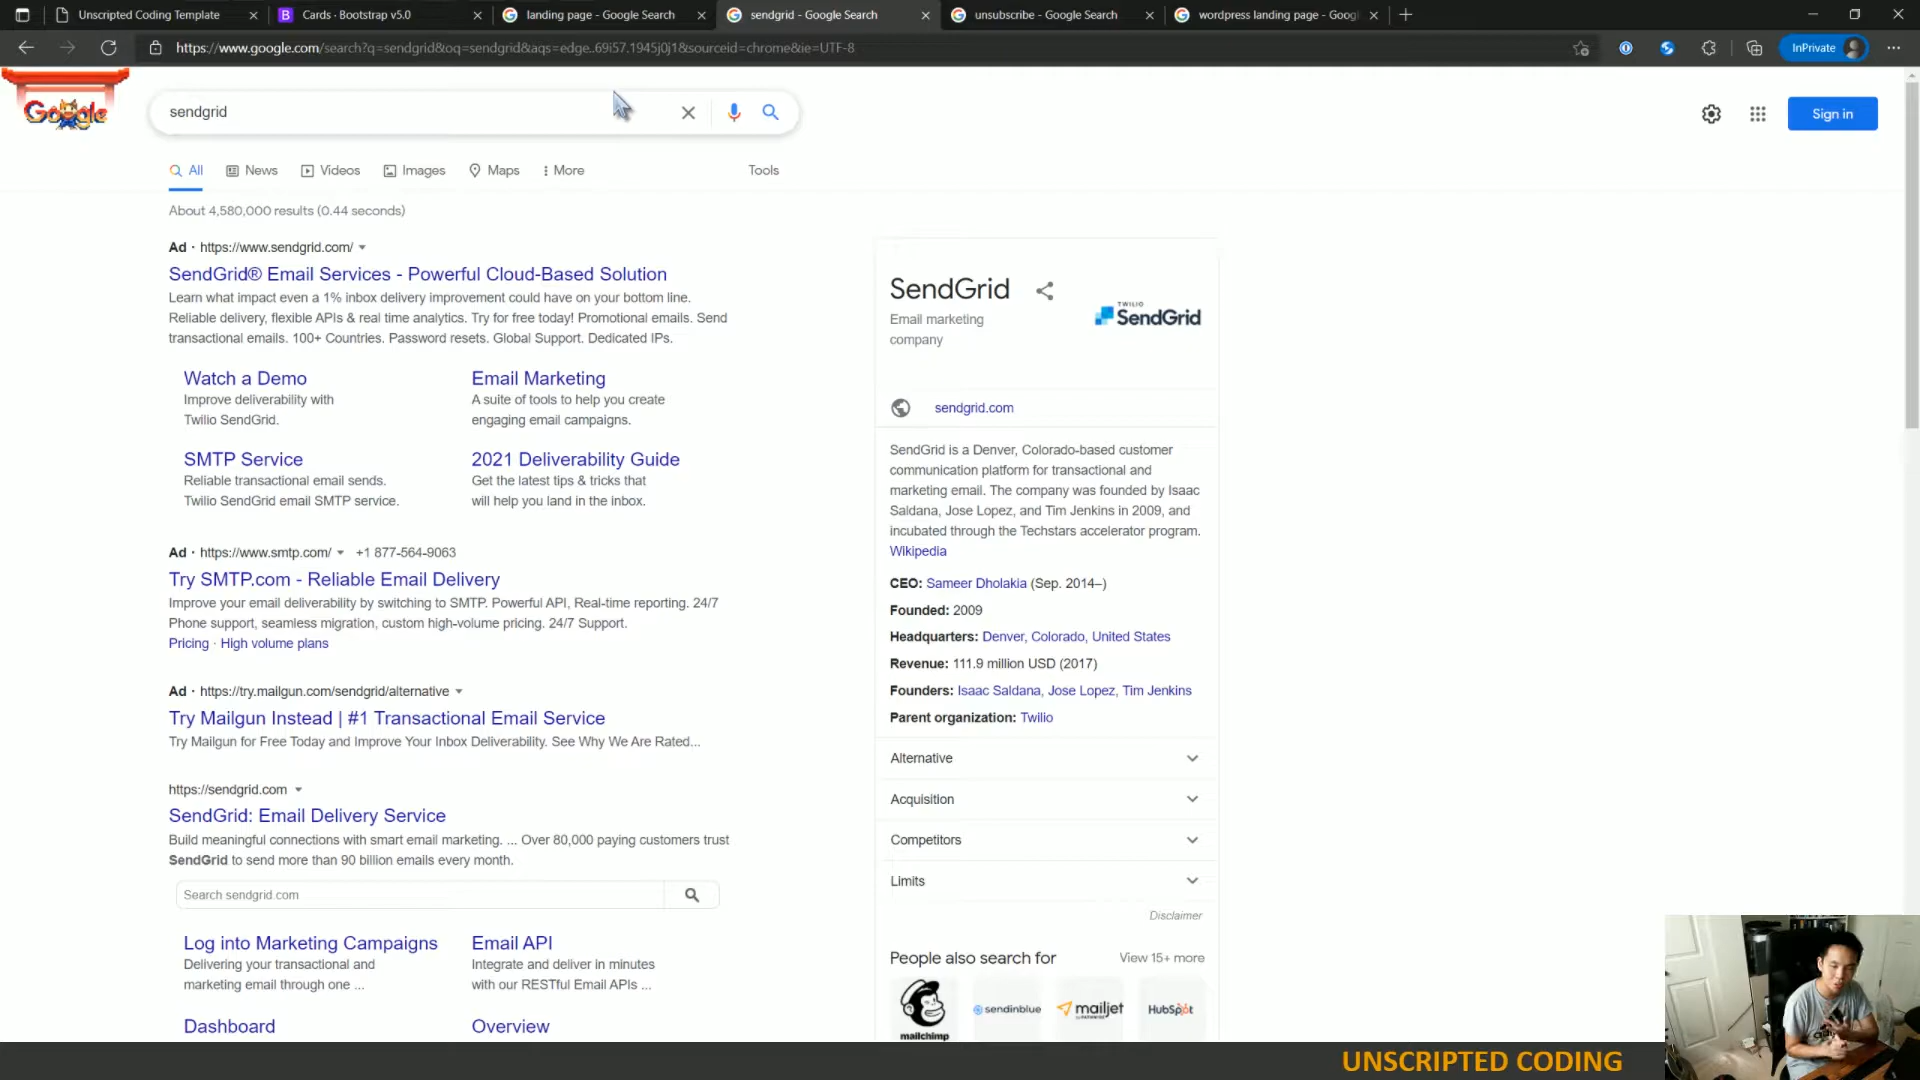 Unscripted Coding Template
Cards · Bootstrap v5.0
landing page - Google Search
sendgrid - Google Search
unsubscribe - Google Search
wordpress landing page - Goog
https://www.google.com/search?q=sendgrid&oq=sendgrid&aqs=edge..69i57.1945j0j1&sourceid=chrome&ie=UTF-8
InPrivate
Google
sendgrid
Sign in
All
News
Videos
Images
Maps
More
Tools
About 4,580,000 results (0.44 seconds)
Ad · https://www.sendgrid.com/
SendGrid® Email Services - Powerful Cloud-Based Solution
Learn what impact even a 1% inbox delivery improvement could have on your bottom line.
Reliable delivery, flexible APIs & real time analytics. Try for free today! Promotional emails. Send
transactional emails. 100+ Countries. Password resets. Global Support. Dedicated IPs.
Watch a Demo
Improve deliverability with
Twilio SendGrid.
Email Marketing
A suite of tools to help you create
engaging email campaigns.
SMTP Service
Reliable transactional email sends.
Twilio SendGrid email SMTP service.
2021 Deliverability Guide
Get the latest tips & tricks that
will help you land in the inbox.
Ad · https://www.smtp.com/ +1 877-564-9063
Try SMTP.com - Reliable Email Delivery
Improve your email deliverability by switching to SMTP. Powerful API, Real-time reporting. 24/7
Phone support, seamless migration, custom high-volume pricing. 24/7 Support.
Pricing · High volume plans
Ad · https://try.mailgun.com/sendgrid/alternative
Try Mailgun Instead | #1 Transactional Email Service
Try Mailgun for Free Today and Improve Your Inbox Deliverability. See Why We Are Rated...
https://sendgrid.com
SendGrid: Email Delivery Service
Build meaningful connections with smart email marketing. ... Over 80,000 paying customers trust
SendGrid to send more than 90 billion emails every month.
Search sendgrid.com
Log into Marketing Campaigns
Delivering your transactional and
marketing email through one ...
Email API
Integrate and deliver in minutes
with our RESTful Email APIs ...
Dashboard
Overview
SendGrid
Email marketing
company
TWILIO
SendGrid
sendgrid.com
SendGrid is a Denver, Colorado-based customer
communication platform for transactional and
marketing email. The company was founded by Isaac
Saldana, Jose Lopez, and Tim Jenkins in 2009, and
incubated through the Techstars accelerator program.
Wikipedia
CEO: Sameer Dholakia (Sep. 2014–)
Founded: 2009
Headquarters: Denver, Colorado, United States
Revenue: 111.9 million USD (2017)
Founders: Isaac Saldana, Jose Lopez, Tim Jenkins
Parent organization: Twilio
Alternative
Acquisition
Competitors
Limits
Disclaimer
People also search for
View 15+ more
mailchimp
sendinblue
mailjet
HubSpot
UNSCRIPTED CODING